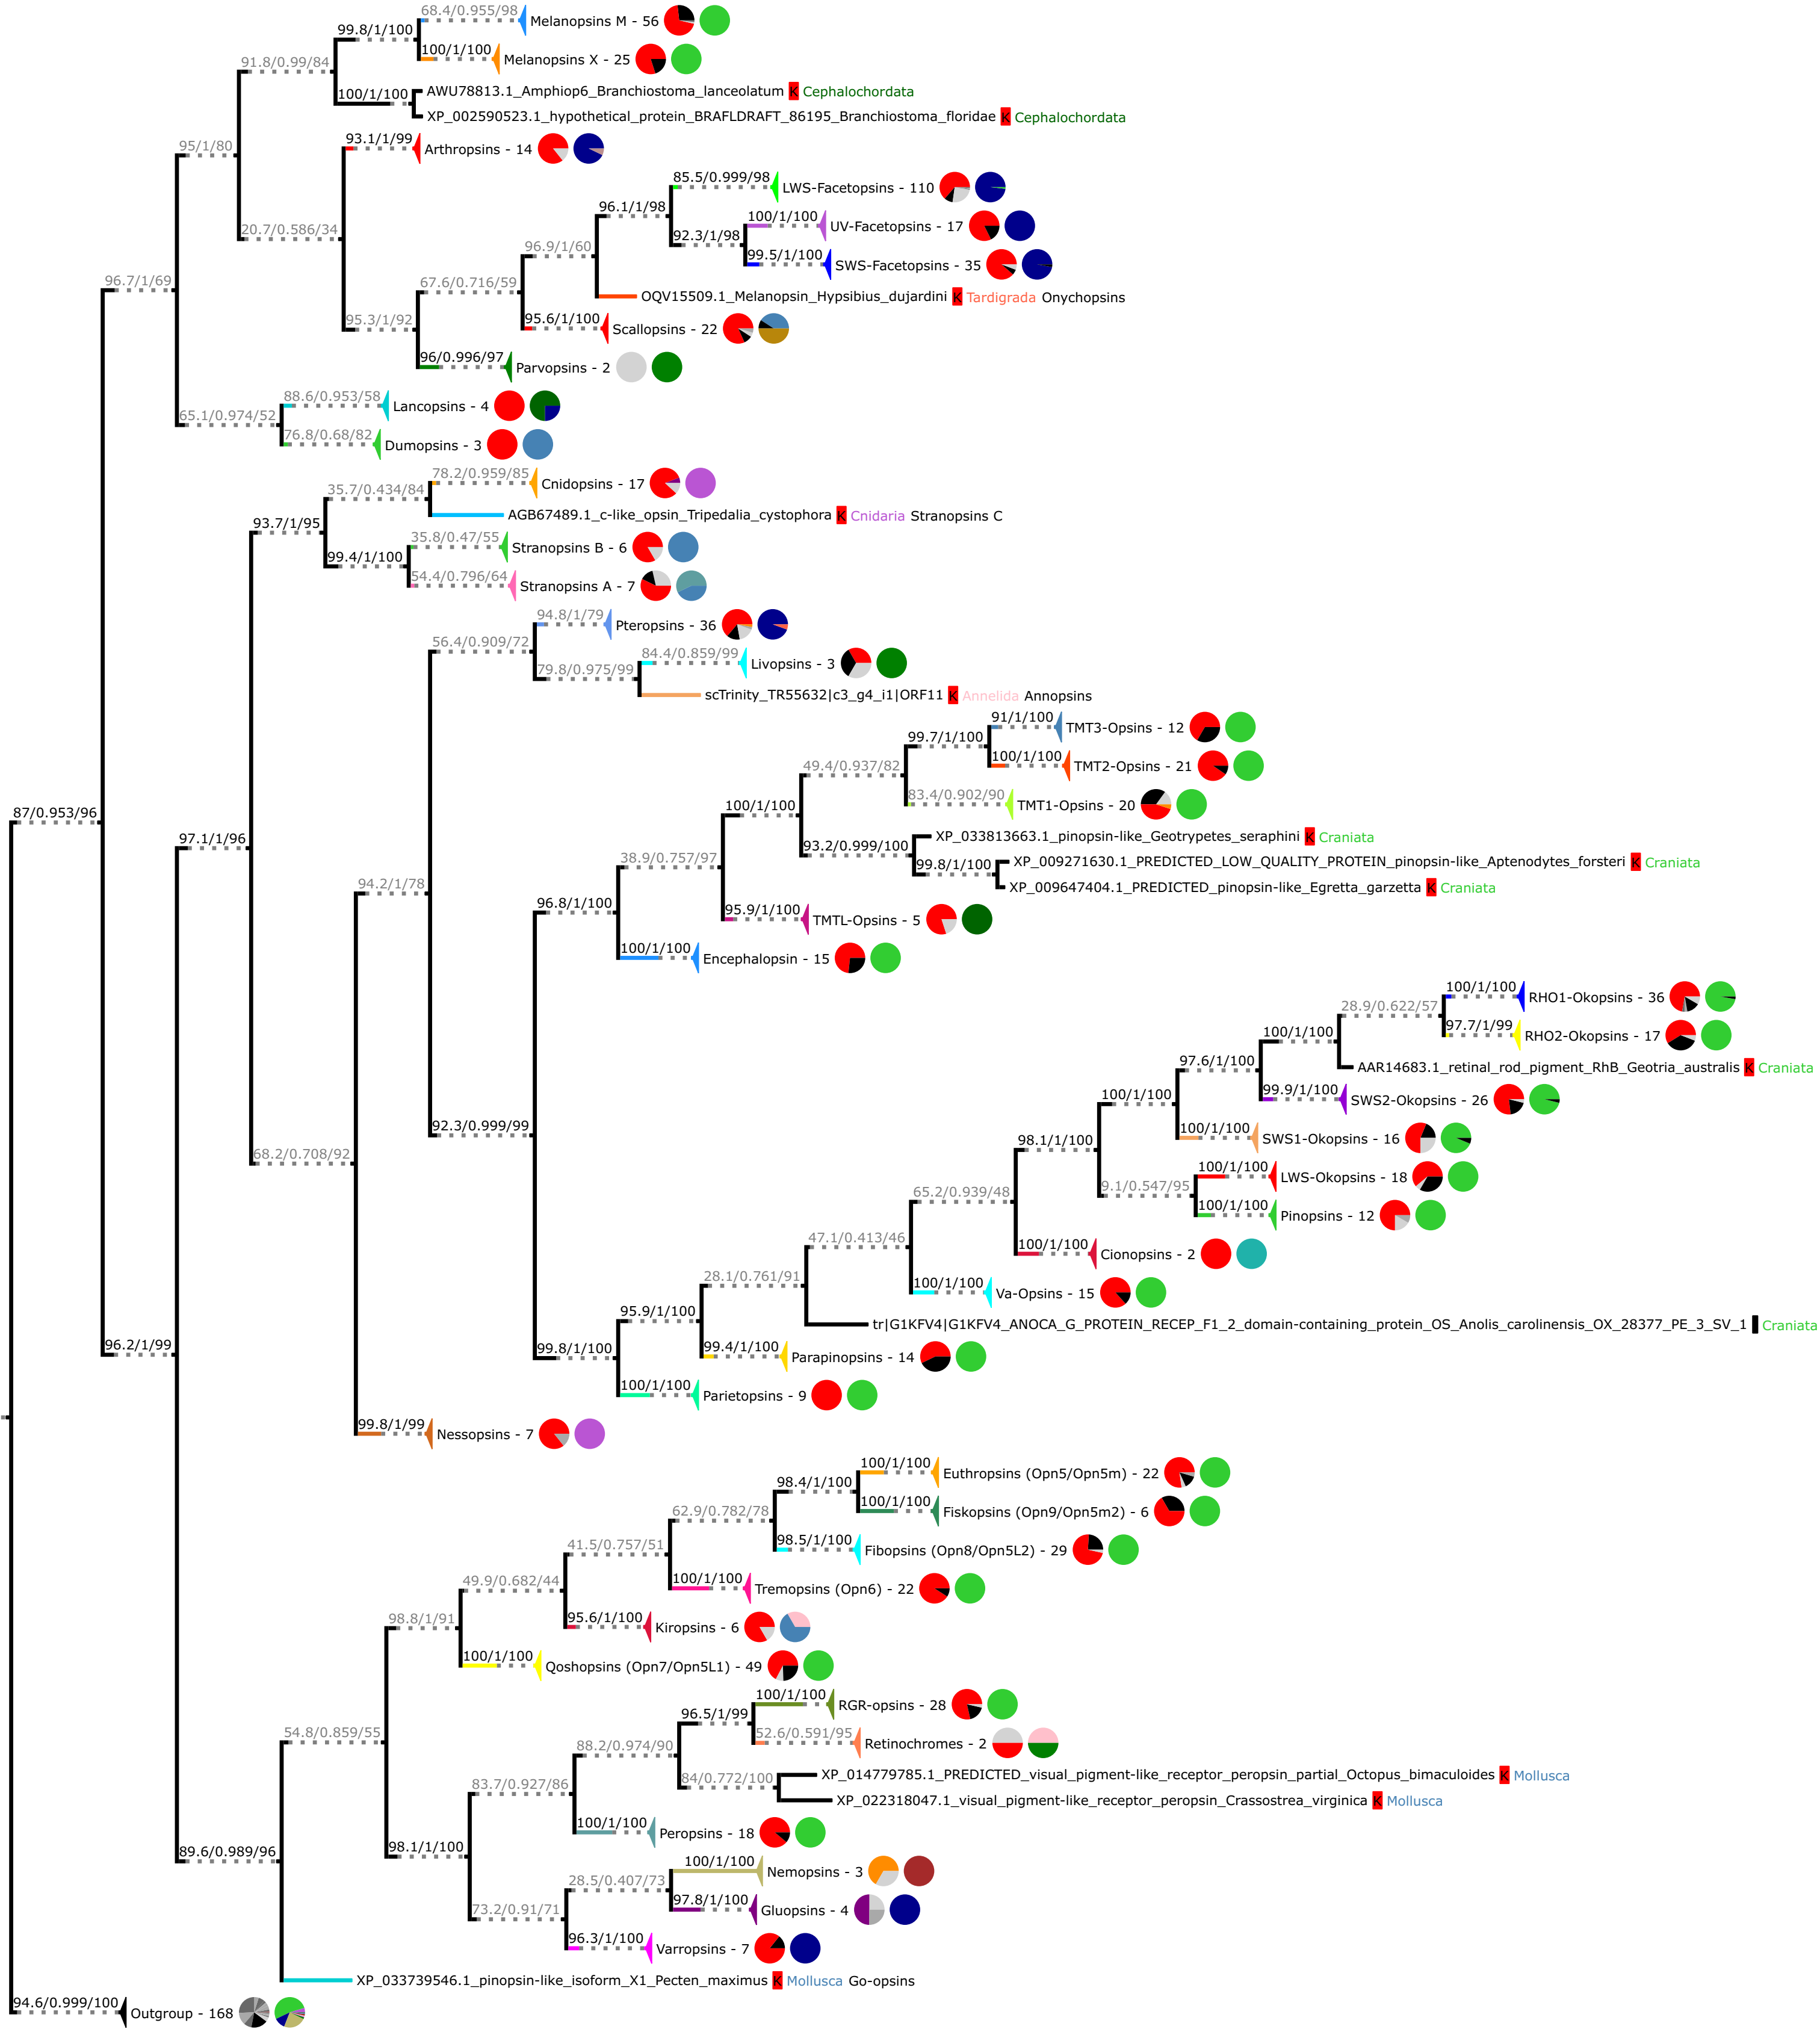 68.4/0.955/98 Melanopsins M - 56
99.8/1/100
100/1/100 Melanopsins X - 25
91.8/0.99/84
100/1/100 AWU78813.1_Amphiop6_Branchiostoma_lanceolatum K Cephalochordata
XP_002590523.1_hypothetical_protein_BRAFLDRAFT_86195_Branchiostoma_floridae K Cephalochordata
95/1/80
93.1/1/99 Arthropsins - 14
85.5/0.999/98 LWS-Facetopsins - 110
96.1/1/98
100/1/100 UV-Facetopsins - 17
20.7/0.586/34
92.3/1/98
96.9/1/60
99.5/1/100 SWS-Facetopsins - 35
96.7/1/69
67.6/0.716/59
OQV15509.1_Melanopsin_Hypsibius_dujardini K Tardigrada Onychopsins
95.3/1/92
95.6/1/100 Scallopsins - 22
96/0.996/97 Parvopsins - 2
88.6/0.953/58 Lancopsins - 4
65.1/0.974/52
76.8/0.68/82 Dumopsins - 3
78.2/0.959/85 Cnidopsins - 17
35.7/0.434/84
AGB67489.1_c-like_opsin_Tripedalia_cystophora K Cnidaria Stranopsins C
93.7/1/95
35.8/0.47/55 Stranopsins B - 6
99.4/1/100
54.4/0.796/64 Stranopsins A - 7
94.8/1/79 Pteropsins - 36
56.4/0.909/72
84.4/0.859/99 Livopsins - 3
79.8/0.975/99
scTrinity_TR55632|c3_g4_i1|ORF11 K Annelida Annopsins
91/1/100 TMT3-Opsins - 12
99.7/1/100
100/1/100 TMT2-Opsins - 21
49.4/0.937/82
83.4/0.902/90 TMT1-Opsins - 20
100/1/100
87/0.953/96
XP_033813663.1_pinopsin-like_Geotrypetes_seraphini K Craniata
97.1/1/96
93.2/0.999/100
38.9/0.757/97
XP_009271630.1_PREDICTED_LOW_QUALITY_PROTEIN_pinopsin-like_Aptenodytes_forsteri K Craniata
99.8/1/100
94.2/1/78
XP_009647404.1_PREDICTED_pinopsin-like_Egretta_garzetta K Craniata
96.8/1/100
95.9/1/100 TMTL-Opsins - 5
100/1/100 Encephalopsin - 15
100/1/100 RHO1-Okopsins - 36
28.9/0.622/57
97.7/1/99 RHO2-Okopsins - 17
100/1/100
97.6/1/100
AAR14683.1_retinal_rod_pigment_RhB_Geotria_australis K Craniata
99.9/1/100 SWS2-Okopsins - 26
100/1/100
92.3/0.999/99
100/1/100 SWS1-Okopsins - 16
98.1/1/100
68.2/0.708/92
100/1/100 LWS-Okopsins - 18
9.1/0.547/95
65.2/0.939/48
100/1/100 Pinopsins - 12
47.1/0.413/46
100/1/100 Cionopsins - 2
28.1/0.761/91
100/1/100 Va-Opsins - 15
95.9/1/100
tr|G1KFV4|G1KFV4_ANOCA_G_PROTEIN_RECEP_F1_2_domain-containing_protein_OS_Anolis_carolinensis_OX_28377_PE_3_SV_1 Craniata
96.2/1/99
99.8/1/100
99.4/1/100 Parapinopsins - 14
100/1/100 Parietopsins - 9
99.8/1/99 Nessopsins - 7
100/1/100 Euthropsins (Opn5/Opn5m) - 22
98.4/1/100
100/1/100 Fiskopsins (Opn9/Opn5m2) - 6
62.9/0.782/78
98.5/1/100 Fibopsins (Opn8/Opn5L2) - 29
41.5/0.757/51
100/1/100 Tremopsins (Opn6) - 22
49.9/0.682/44
95.6/1/100 Kiropsins - 6
98.8/1/91
100/1/100 Qoshopsins (Opn7/Opn5L1) - 49
100/1/100 RGR-opsins - 28
96.5/1/99
54.8/0.859/55
52.6/0.591/95 Retinochromes - 2
88.2/0.974/90
XP_014779785.1_PREDICTED_visual_pigment-like_receptor_peropsin_partial_Octopus_bimaculoides K Mollusca
84/0.772/100
83.7/0.927/86
XP_022318047.1_visual_pigment-like_receptor_peropsin_Crassostrea_virginica K Mollusca
100/1/100 Peropsins - 18
89.6/0.989/96
98.1/1/100
100/1/100 Nemopsins - 3
28.5/0.407/73
97.8/1/100 Gluopsins - 4
73.2/0.91/71
96.3/1/100 Varropsins - 7
XP_033739546.1_pinopsin-like_isoform_X1_Pecten_maximus K Mollusca Go-opsins
94.6/0.999/100 Outgroup - 168